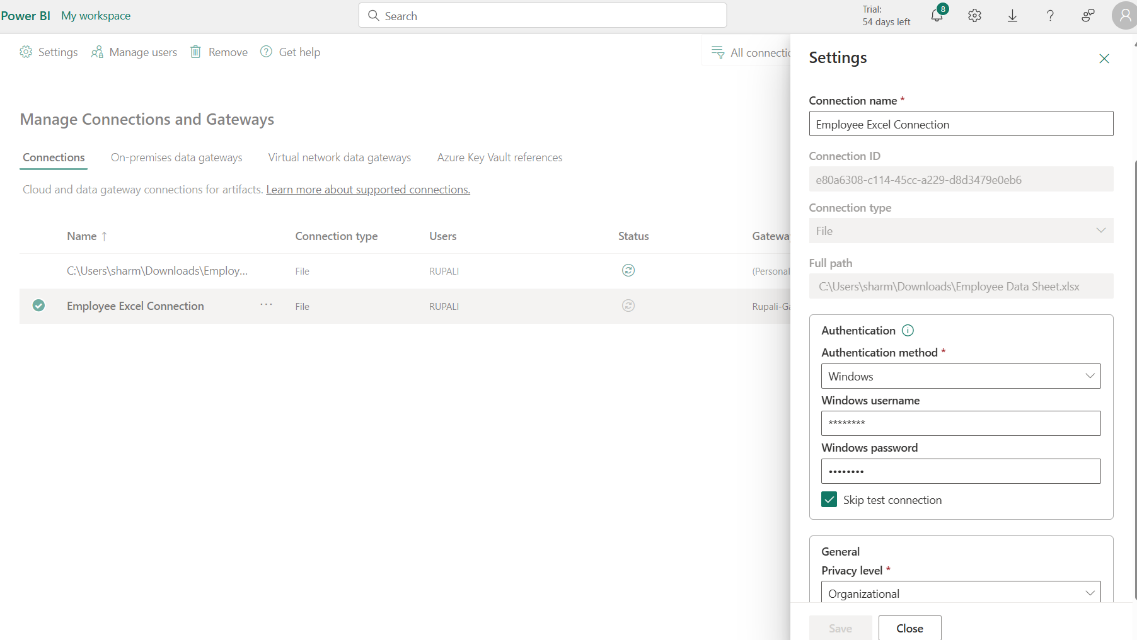 Power BI My workspace
Search
Trial:
54 days left
8
Settings Manage users Remove Get help
All connectio
Manage Connections and Gateways
Connections On-premises data gateways Virtual network data gateways Azure Key Vault references
Cloud and data gateway connections for artifacts. Learn more about supported connections.
Name ↑ Connection type Users Status Gatewa
C:\Users\sharm\Downloads\Employ... File RUPALI (Personal
Employee Excel Connection ... File RUPALI Rupali-Ga
Settings
Connection name *
Employee Excel Connection
Connection ID
e80a6308-c114-45cc-a229-d8d3479e0eb6
Connection type
File
Full path
C:\Users\sharm\Downloads\Employee Data Sheet.xlsx
Authentication
Authentication method *
Windows
Windows username
********
Windows password
••••••••
Skip test connection
General
Privacy level *
Organizational
Save Close